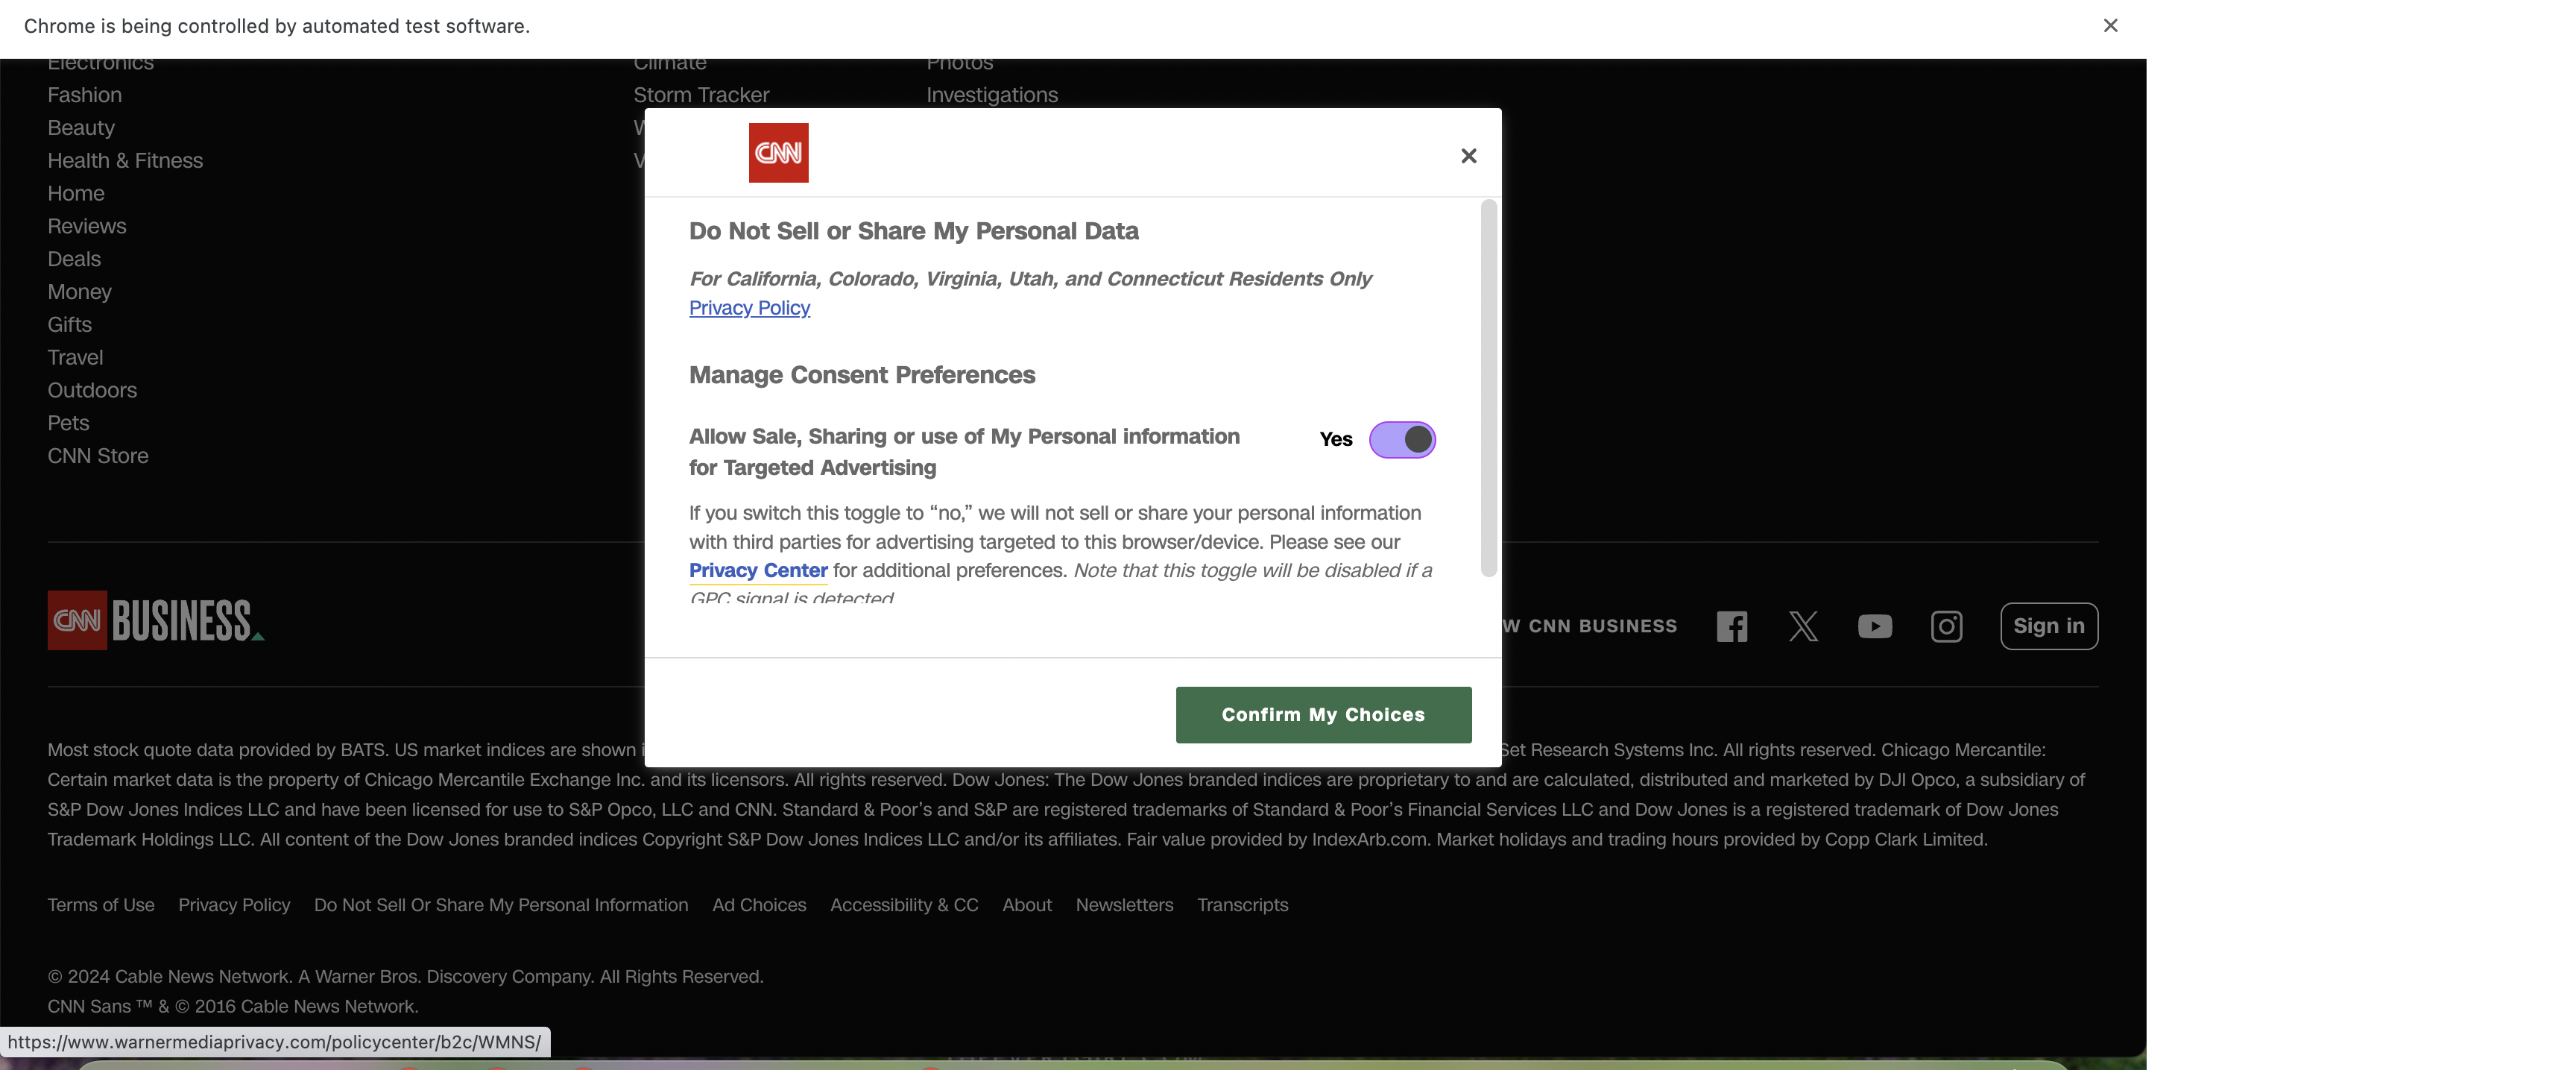 Chrome is being controlled by automated test software.
Electronics
Fashion
Beauty
Health & Fitness
Home
Reviews
Deals
Money
Gifts
Travel
Outdoors
Pets
CNN Store
Climate
Storm Tracker
Photos
Investigations
CNN
Do Not Sell or Share My Personal Data
For California, Colorado, Virginia, Utah, and Connecticut Residents Only
Privacy Policy
Manage Consent Preferences
Allow Sale, Sharing or use of My Personal information
for Targeted Advertising
Yes
If you switch this toggle to “no,” we will not sell or share your personal information
with third parties for advertising targeted to this browser/device. Please see our
Privacy Center for additional preferences. Note that this toggle will be disabled if a
GPC signal is detected
Confirm My Choices
CNN BUSINESS
W CNN BUSINESS
Sign in
Most stock quote data provided by BATS. US market indices are shown i Set Research Systems Inc. All rights reserved. Chicago Mercantile:
Certain market data is the property of Chicago Mercantile Exchange Inc. and its licensors. All rights reserved. Dow Jones: The Dow Jones branded indices are proprietary to and are calculated, distributed and marketed by DJI Opco, a subsidiary of
S&P Dow Jones Indices LLC and have been licensed for use to S&P Opco, LLC and CNN. Standard & Poor’s and S&P are registered trademarks of Standard & Poor’s Financial Services LLC and Dow Jones is a registered trademark of Dow Jones
Trademark Holdings LLC. All content of the Dow Jones branded indices Copyright S&P Dow Jones Indices LLC and/or its affiliates. Fair value provided by IndexArb.com. Market holidays and trading hours provided by Copp Clark Limited.
Terms of Use Privacy Policy Do Not Sell Or Share My Personal Information Ad Choices Accessibility & CC About Newsletters Transcripts
© 2024 Cable News Network. A Warner Bros. Discovery Company. All Rights Reserved.
CNN Sans ™ & © 2016 Cable News Network.
https://www.warnermediaprivacy.com/policycenter/b2c/WMNS/